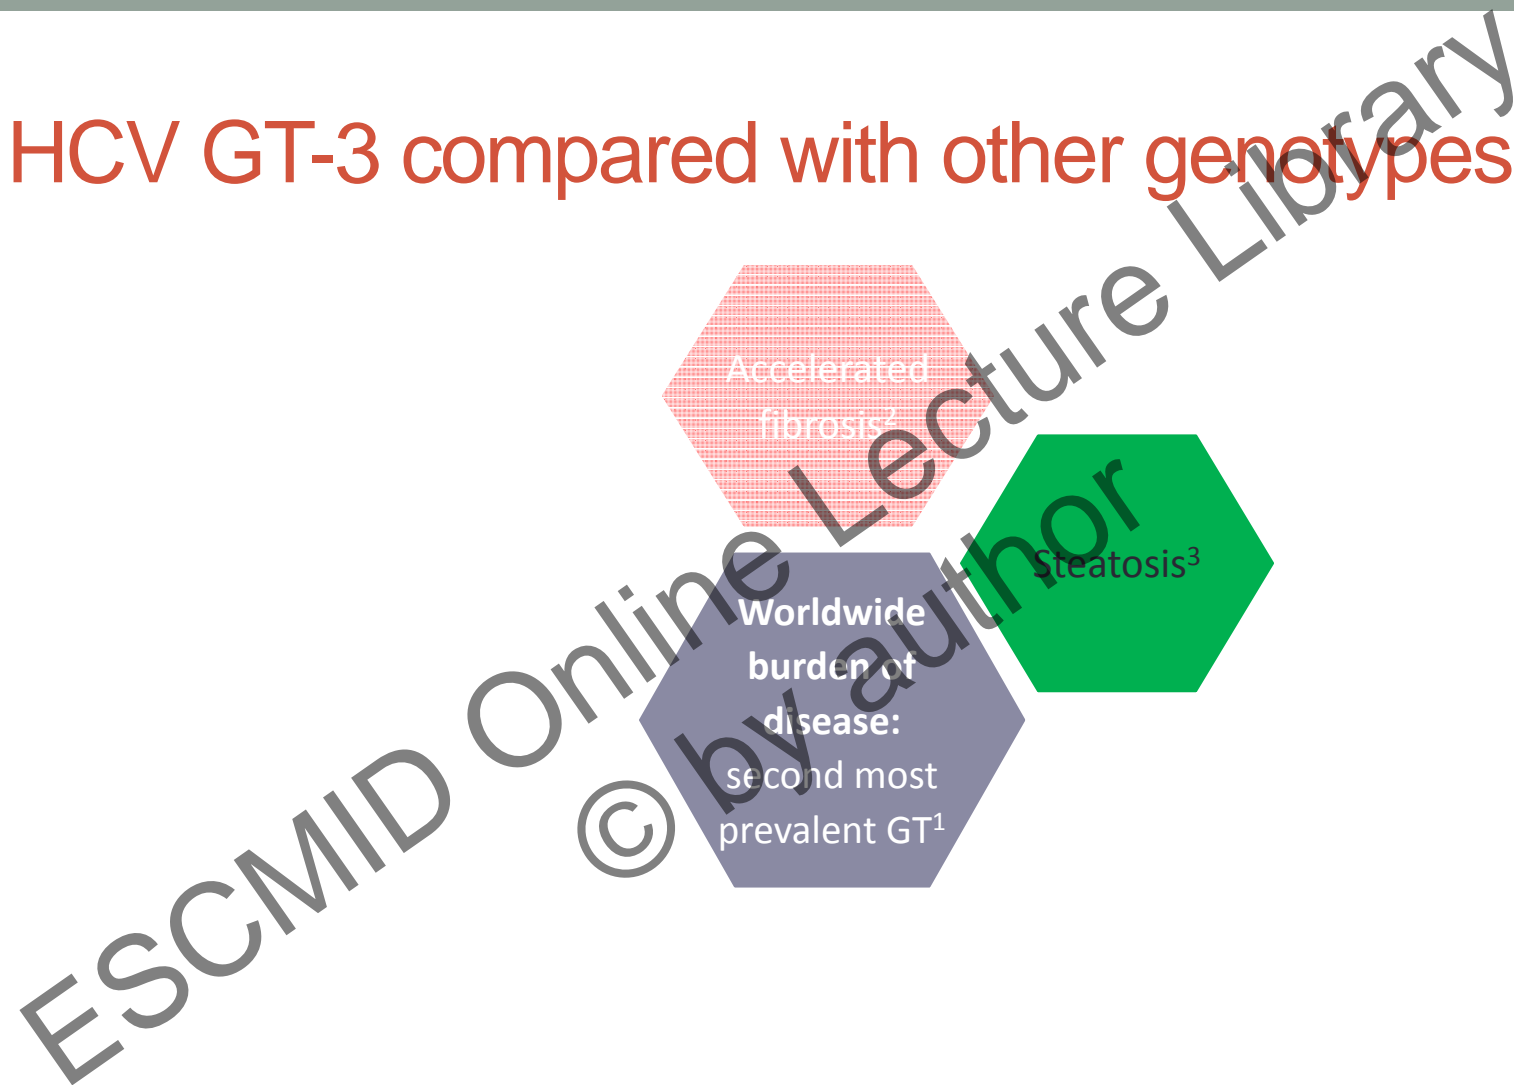 HCV GT-3 compared with other genotypes
Accelerated
fibrosis²
Steatosis³
Worldwide
burden of
disease:
second most
prevalent GT¹
ESCMID Online Lecture Library
© by author